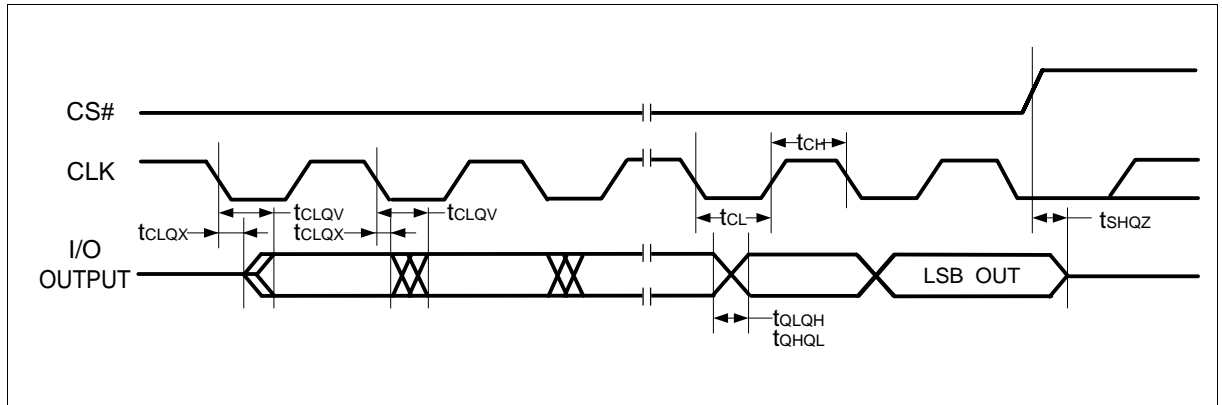 CS#
CLK
tCH
tCLQV
tCLQV
tCLQX
tCLQX
tCL
tSHQZ
I/O
OUTPUT
LSB OUT
tQLQH
tQHQL